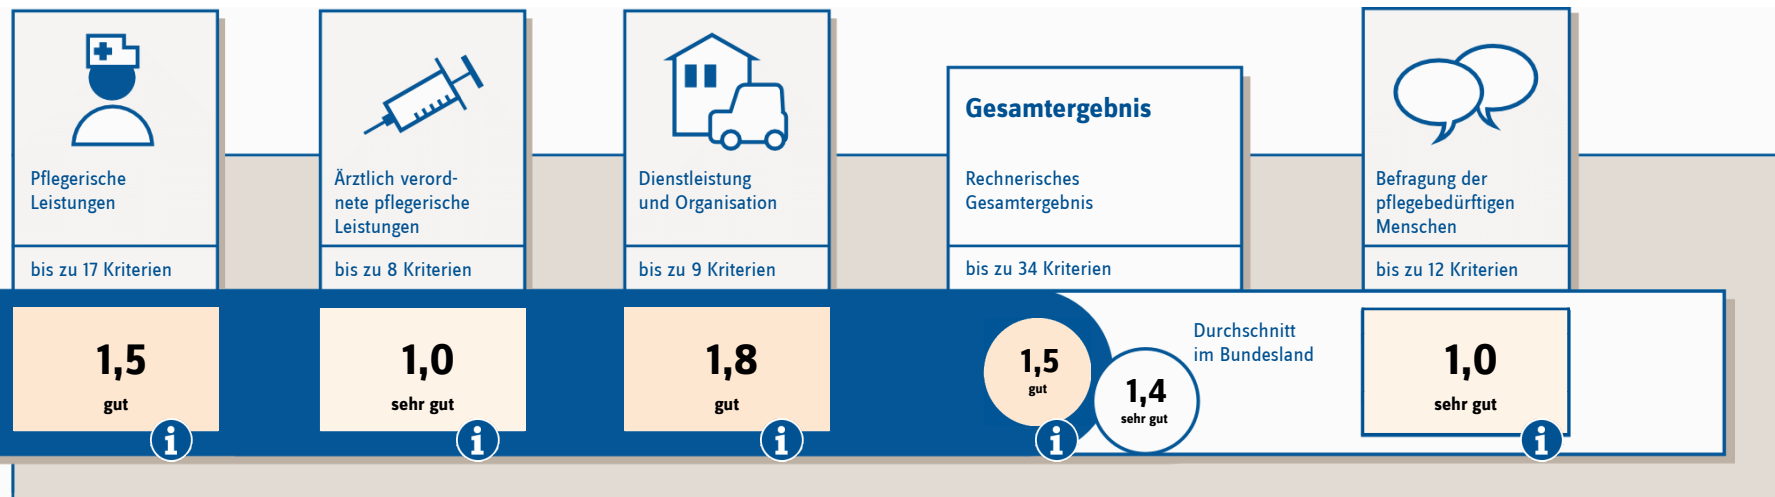 Pflegerische
Leistungen
bis zu 17 Kriterien
1,5
gut
i
Ärztlich verord-
nete pflegerische
Leistungen
bis zu 8 Kriterien
1,0
sehr gut
i
Dienstleistung
und Organisation
bis zu 9 Kriterien
1,8
gut
i
Gesamtergebnis
Rechnerisches
Gesamtergebnis
bis zu 34 Kriterien
1,5
gut
i
1,4
sehr gut
Durchschnitt
im Bundesland
Befragung der
pflegebedürftigen
Menschen
bis zu 12 Kriterien
1,0
sehr gut
i